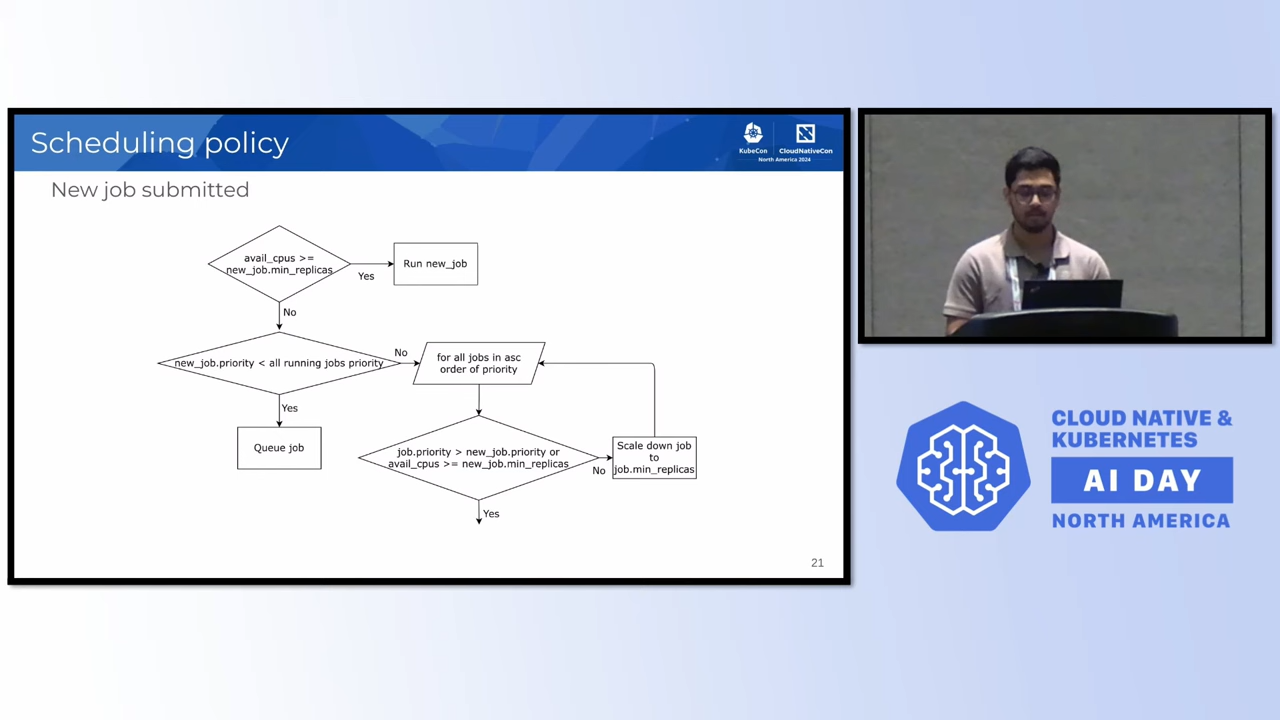 Scheduling policy
KubeCon
CloudNativeCon
North America 2024
New job submitted
avail_cpus >=
new_job.min_replicas
Yes
Run new_job
No
new_job.priority < all running jobs priority
No
for all jobs in asc
order of priority
Yes
Queue job
job.priority > new_job.priority or
avail_cpus >= new_job.min_replicas
No
Scale down job
to
job.min_replicas
Yes
21
CLOUD NATIVE &
KUBERNETES
AI DAY
NORTH AMERICA